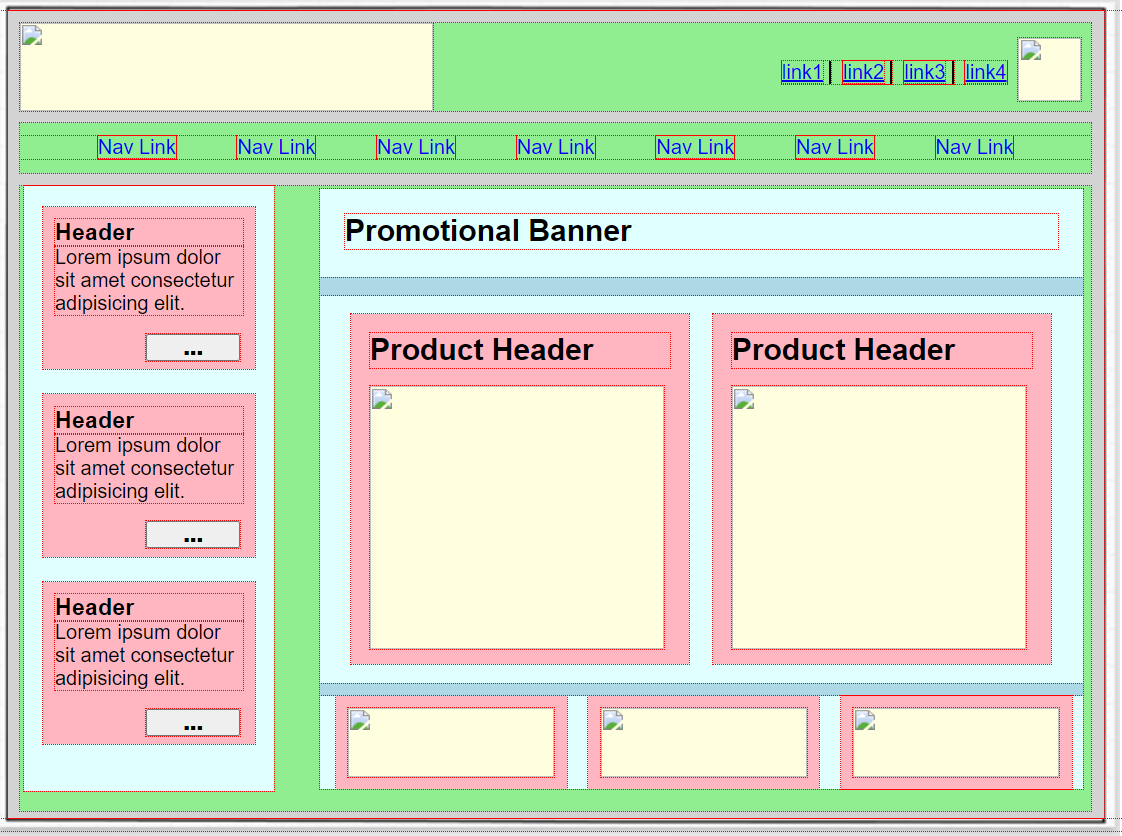 link1 link2 link3 link4
Nav Link Nav Link Nav Link Nav Link Nav Link Nav Link Nav Link
Header
Lorem ipsum dolor
sit amet consectetur
adipisicing elit.
...
Header
Lorem ipsum dolor
sit amet consectetur
adipisicing elit.
...
Header
Lorem ipsum dolor
sit amet consectetur
adipisicing elit.
...
Promotional Banner
Product Header
Product Header